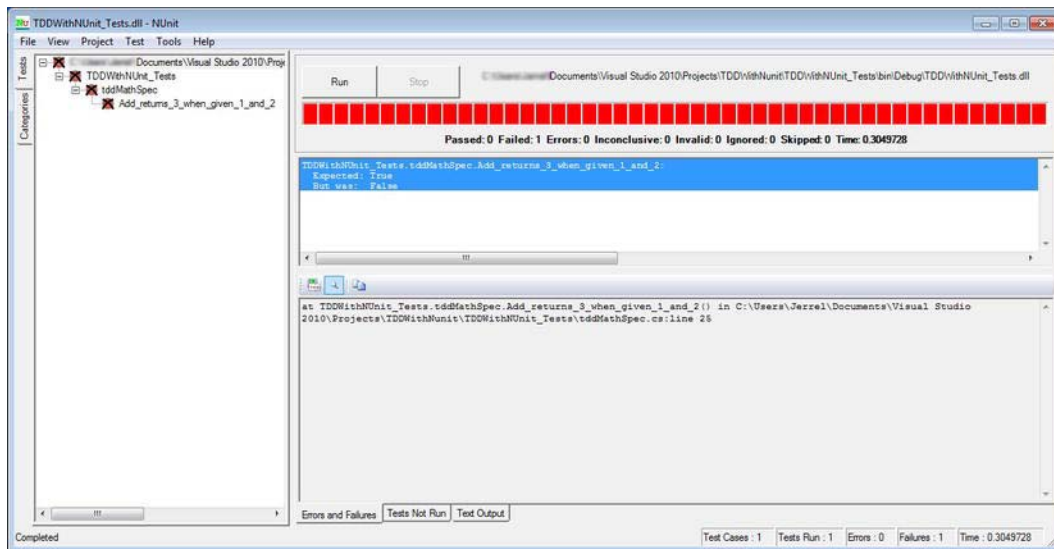 TDDWithNUnit_Tests.dll - NUnit
File View Project Test Tools Help
Tests
Categories
Documents\Visual Studio 2010\Proje
TDDWithNUnit_Tests
tddMathSpec
Add_returns_3_when_given_1_and_2
Run
Stop
Documents\Visual Studio 2010\Projects\TDDWithNunit\TDDWithNUnit_Tests\bin\Debug\TDDWithNUnit_Tests.dll
Passed: 0 Failed: 1 Errors: 0 Inconclusive: 0 Invalid: 0 Ignored: 0 Skipped: 0 Time: 0.3049728
TDDWithNUnit_Tests.tddMathSpec.Add_returns_3_when_given_1_and_2:
Expected: True
But was: False
at TDDWithNUnit_Tests.tddMathSpec.Add_returns_3_when_given_1_and_2() in C:\Users\Jerrel\Documents\Visual Studio
2010\Projects\TDDWithNunit\TDDWithNUnit_Tests\tddMathSpec.cs:line 25
Errors and Failures
Tests Not Run
Text Output
Completed
Test Cases : 1
Tests Run : 1
Errors : 0
Failures : 1
Time : 0.3049728